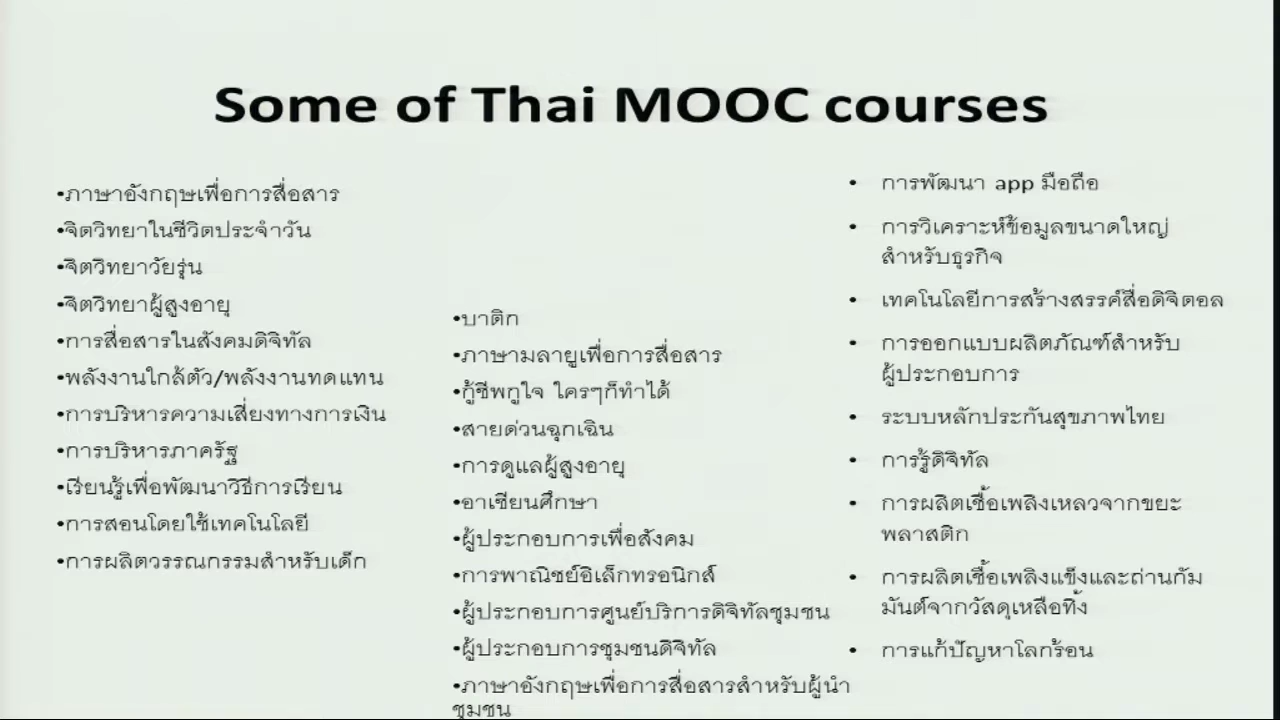 Some of Thai MOOC courses
•ภาษาอังกฤษเพื่อการสื่อสาร
•จิตวิทยาในชีวิตประจำวัน
•จิตวิทยาวัยรุ่น
•จิตวิทยาผู้สูงอายุ
•การสื่อสารในสังคมดิจิทัล
•พลังงานใกล้ตัว/พลังงานทดแทน
•การบริหารความเสี่ยงทางการเงิน
•การบริหารภาครัฐ
•เรียนรู้เพื่อพัฒนาวิธีการเรียน
•การสอนโดยใช้เทคโนโลยี
•การผลิตวรรณกรรมสำหรับเด็ก
•บาติก
•ภาษามลายูเพื่อการสื่อสาร
•กู้ชีพกูใจ ใครๆก็ทำได้
•สายด่วนฉุกเฉิน
•การดูแลผู้สูงอายุ
•อาเซียนศึกษา
•ผู้ประกอบการเพื่อสังคม
•การพาณิชย์อิเล็กทรอนิกส์
•ผู้ประกอบการศูนย์บริการดิจิทัลชุมชน
•ผู้ประกอบการชุมชนดิจิทัล
•ภาษาอังกฤษเพื่อการสื่อสารสำหรับผู้นำ
ชุมชน
• การพัฒนา app มือถือ
• การวิเคราะห์ข้อมูลขนาดใหญ่
สำหรับธุรกิจ
• เทคโนโลยีการสร้างสรรค์สื่อดิจิตอล
• การออกแบบผลิตภัณฑ์สำหรับ
ผู้ประกอบการ
• ระบบหลักประกันสุขภาพไทย
• การรู้ดิจิทัล
• การผลิตเชื้อเพลิงเหลวจากขยะ
พลาสติก
• การผลิตเชื้อเพลิงแข็งและถ่านกัม
มันต์จากวัสดุเหลือทิ้ง
• การแก้ปัญหาโลกร้อน